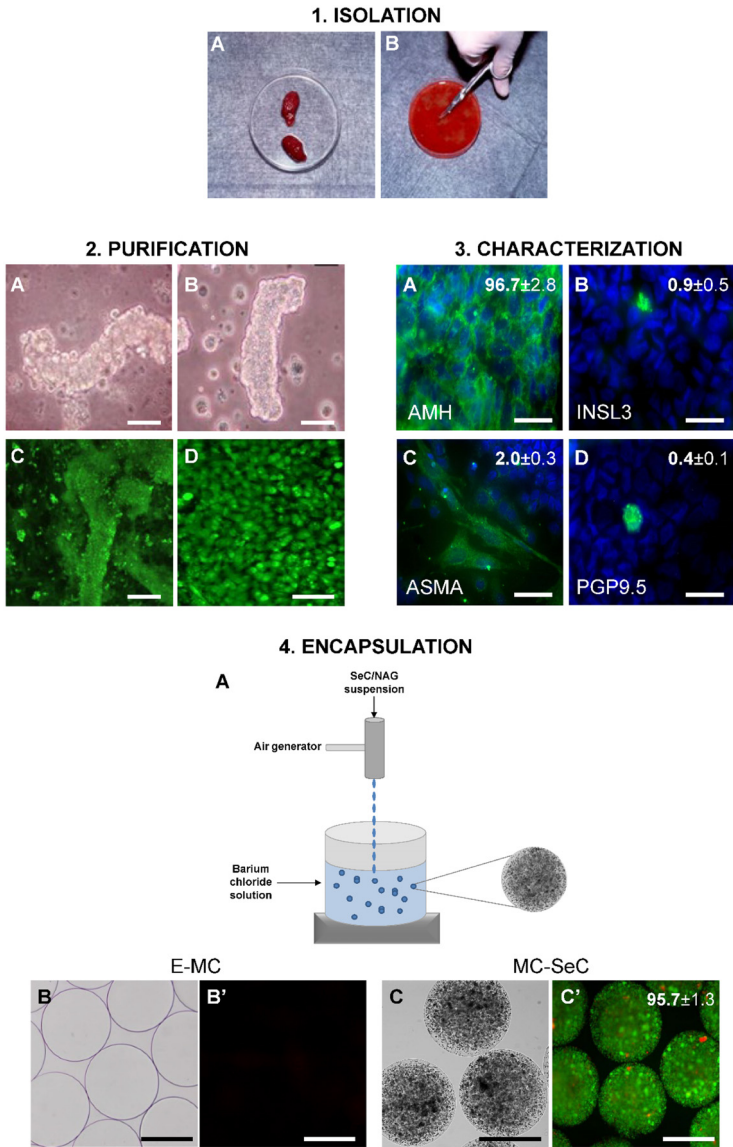 1. ISOLATION
A
B
2. PURIFICATION
A
B
C
D
3. CHARACTERIZATION
A
96.7±2.8
AMH
B
0.9±0.5
INSL3
C
2.0±0.3
ASMA
D
0.4±0.1
PGP9.5
4. ENCAPSULATION
A
SeC/NAG
suspension
Air generator
Barium
chloride
solution
E-MC
MC-SeC
B
B’
C
C’
95.7±1.3